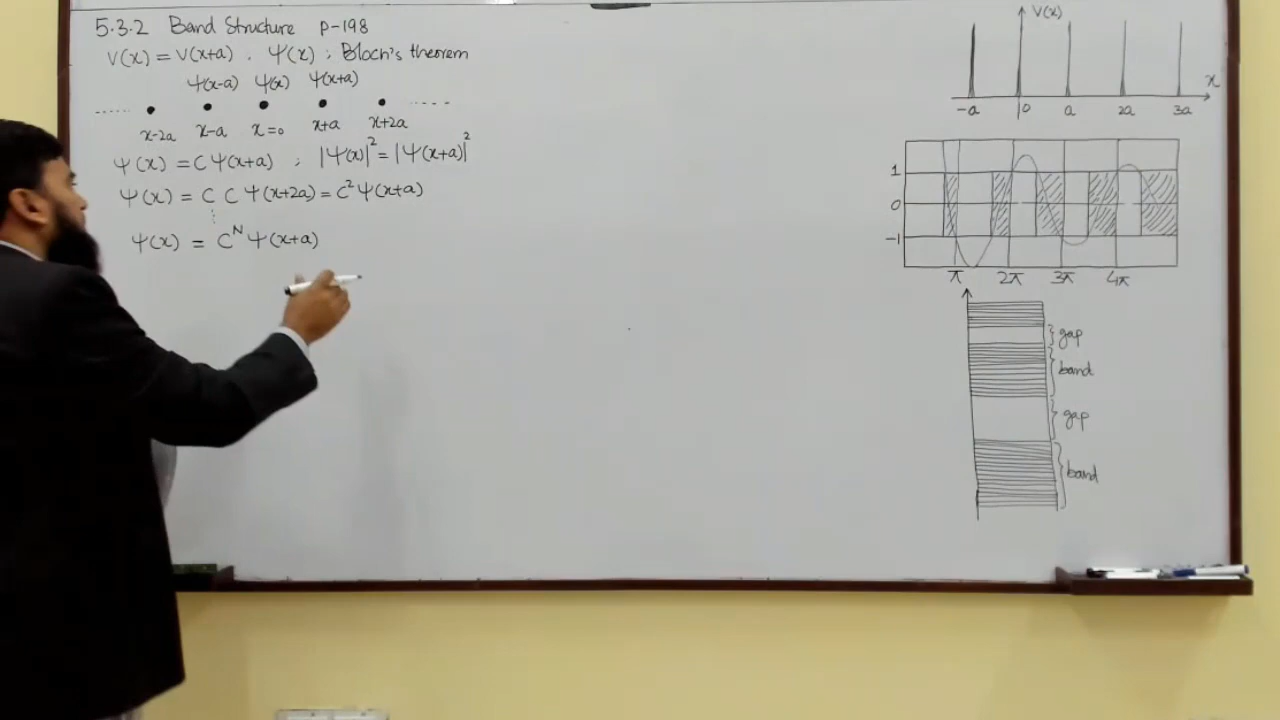 5.3.2 Band Structure p-198
V(x) = V(x+a) . Ψ(x) ; Bloch's theorem
Ψ(x-a) Ψ(x) Ψ(x+a)
x-2a x-a x=0 x+a x+2a
Ψ(x) = C Ψ(x+a) ; |Ψ(x)|² = |Ψ(x+a)|²
Ψ(x) = C C Ψ(x+2a) = C² Ψ(x+a)
Ψ(x) = C^N Ψ(x+a)
V(x)
x
-a 0 a 2a 3a
1
0
-1
π 2π 3π 4π
gap
band
gap
band